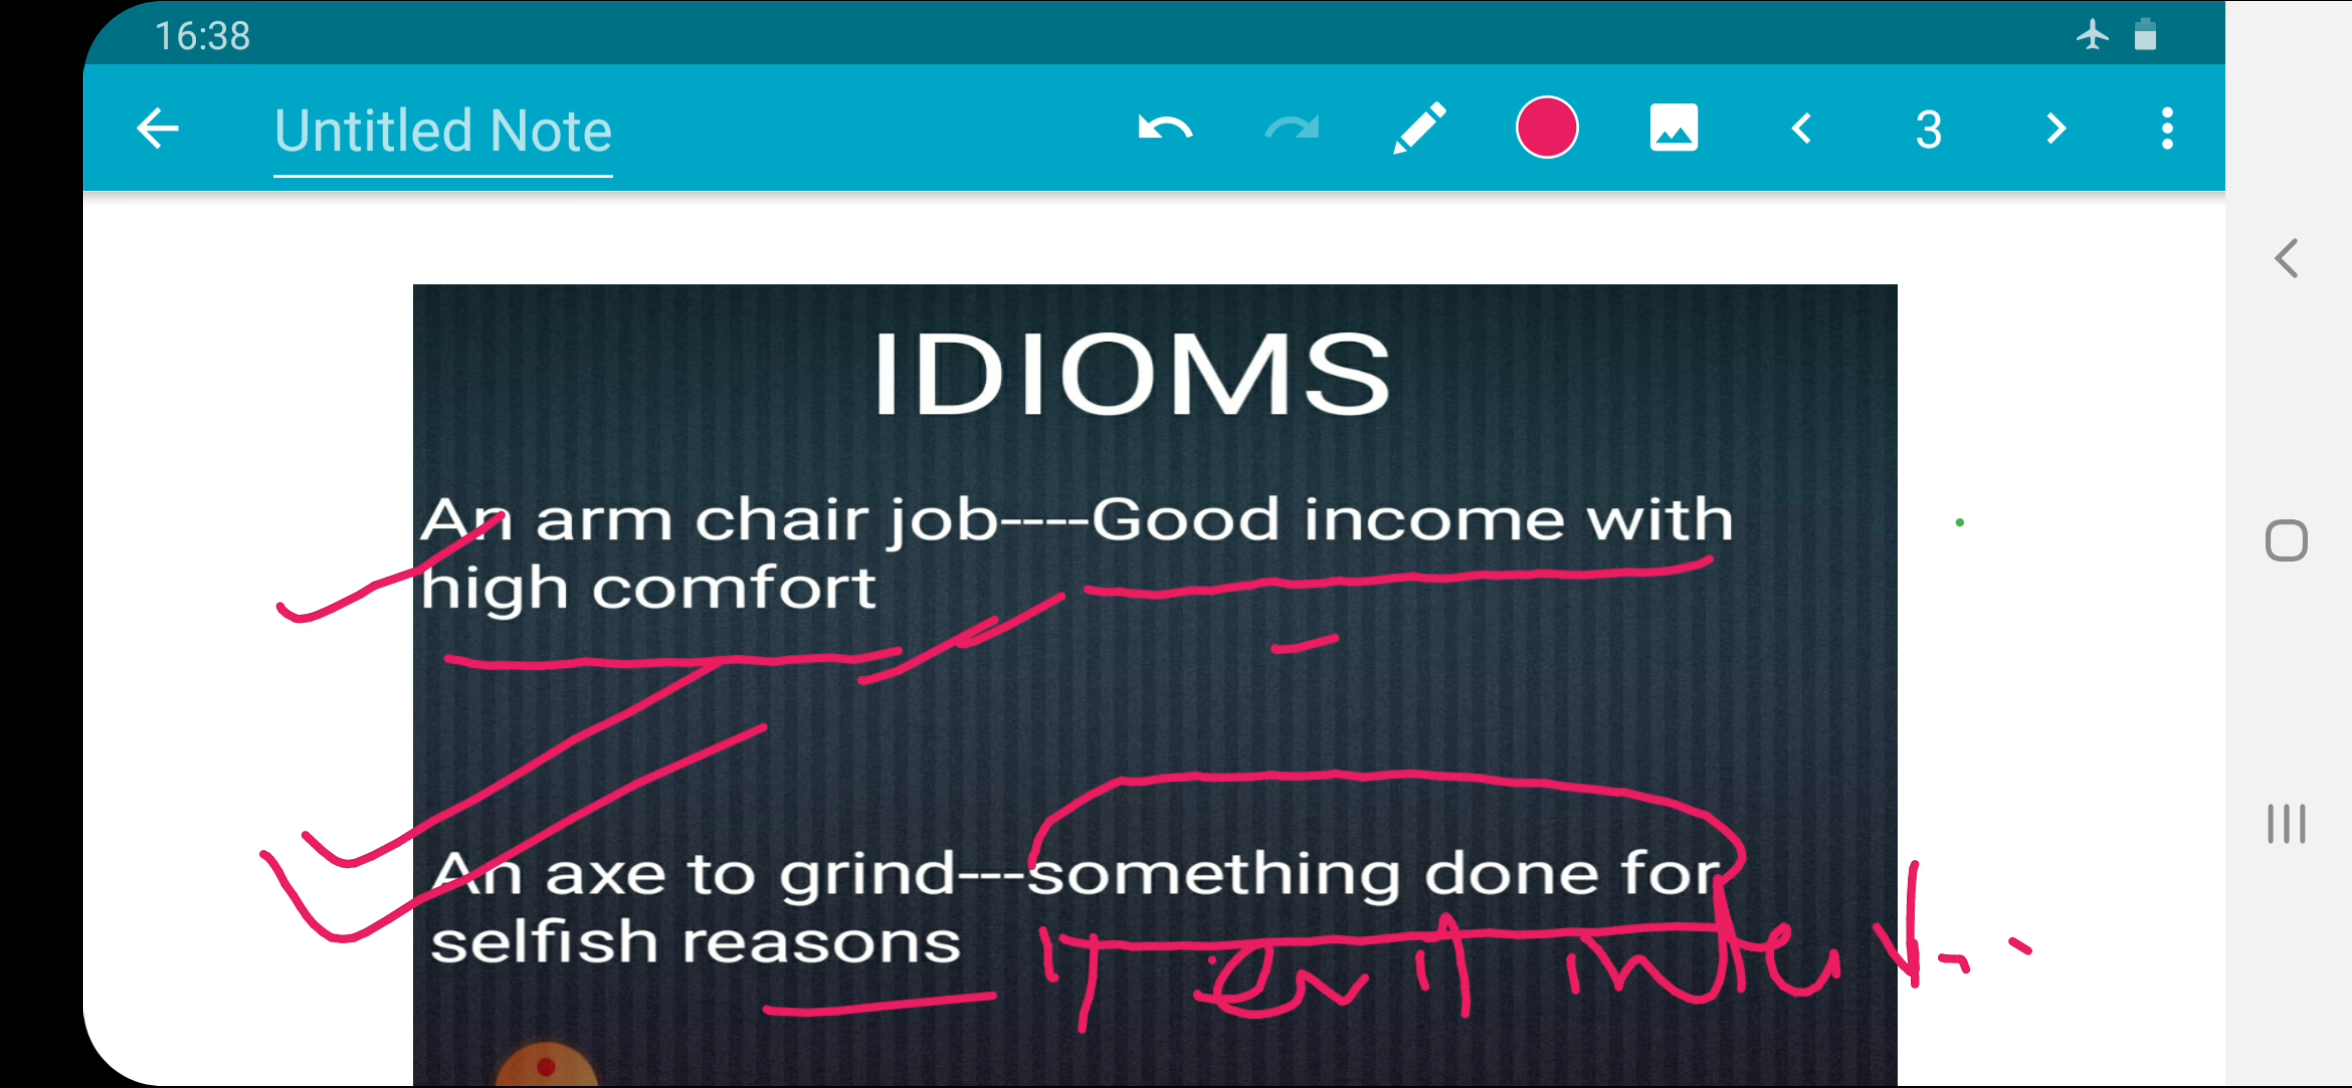 16:38
Untitled Note
3
IDIOMS
An arm chair job----Good income with
high comfort
An axe to grind---something done for
selfish reasons